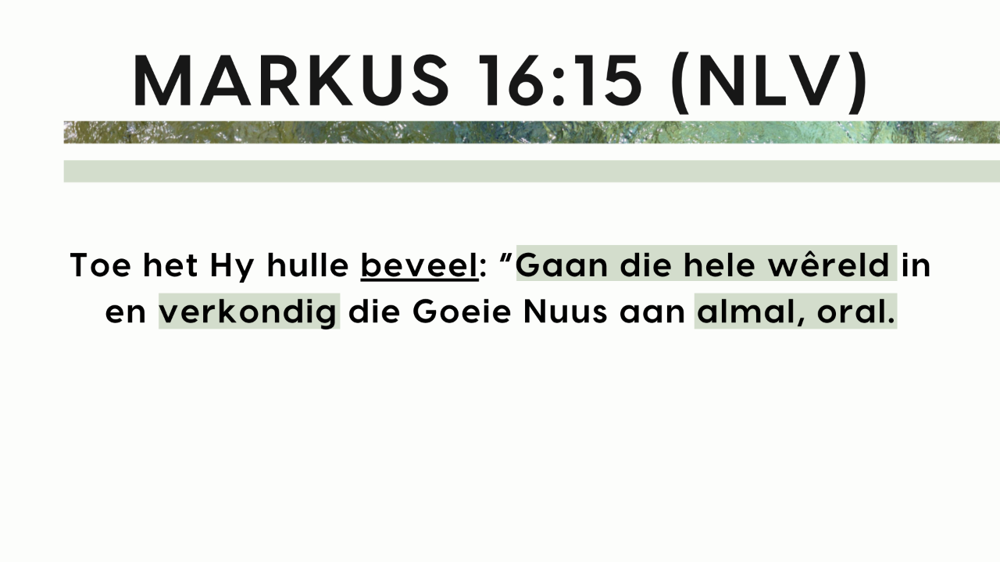 MARKUS 16:15 (NLV)
Toe het Hy hulle beveel: “Gaan die hele wêreld in
en verkondig die Goeie Nuus aan almal, oral.